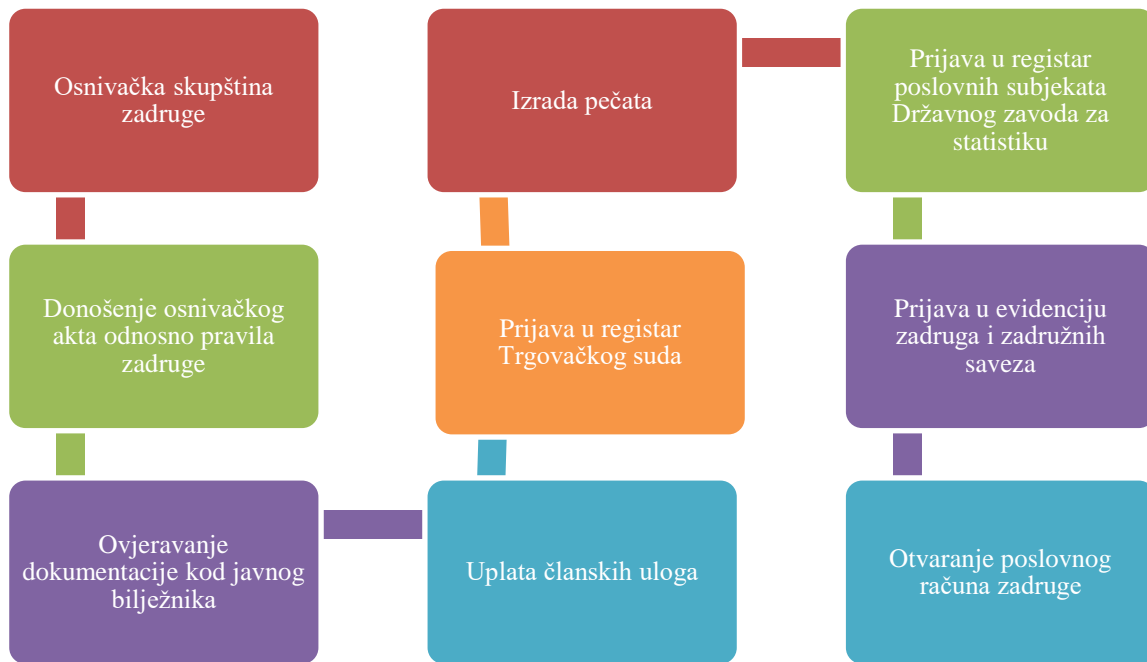 Osnivačka skupština
zadruge
Donošenje osnivačkog
akta odnosno pravila
zadruge
Ovjeravanje
dokumentacije kod javnog
bilježnika
Uplata članskih uloga
Prijava u registar
Trgovačkog suda
Izrada pečata
Prijava u registar
poslovnih subjekata
Državnog zavoda za
statistiku
Prijava u evidenciju
zadruga i zadružnih
saveza
Otvaranje poslovnog
računa zadruge